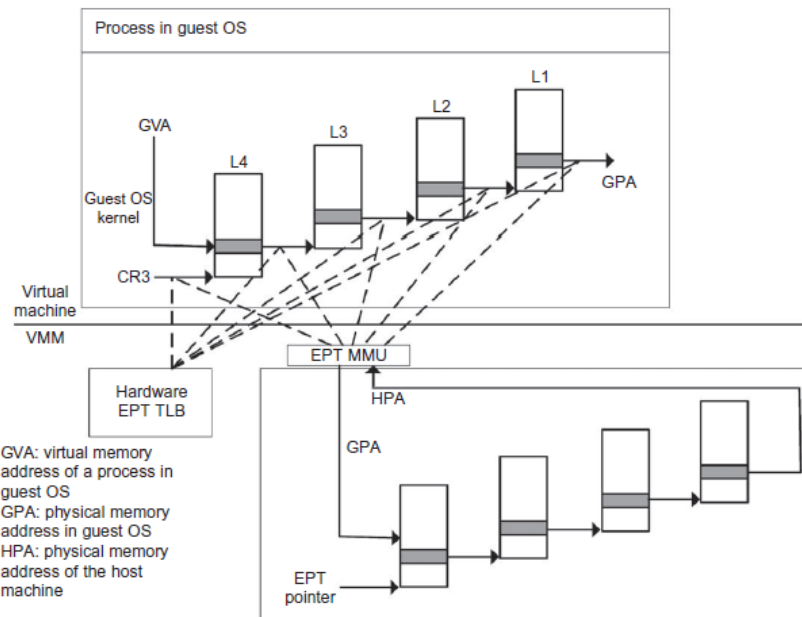 Process in guest OS
L1
L2
L3
L4
GVA
GPA
Guest OS
kernel
CR3
Virtual
machine
VMM
EPT MMU
Hardware
EPT TLB
HPA
GPA
GVA: virtual memory
address of a process in
guest OS
GPA: physical memory
address in guest OS
HPA: physical memory
address of the host
machine
EPT
pointer